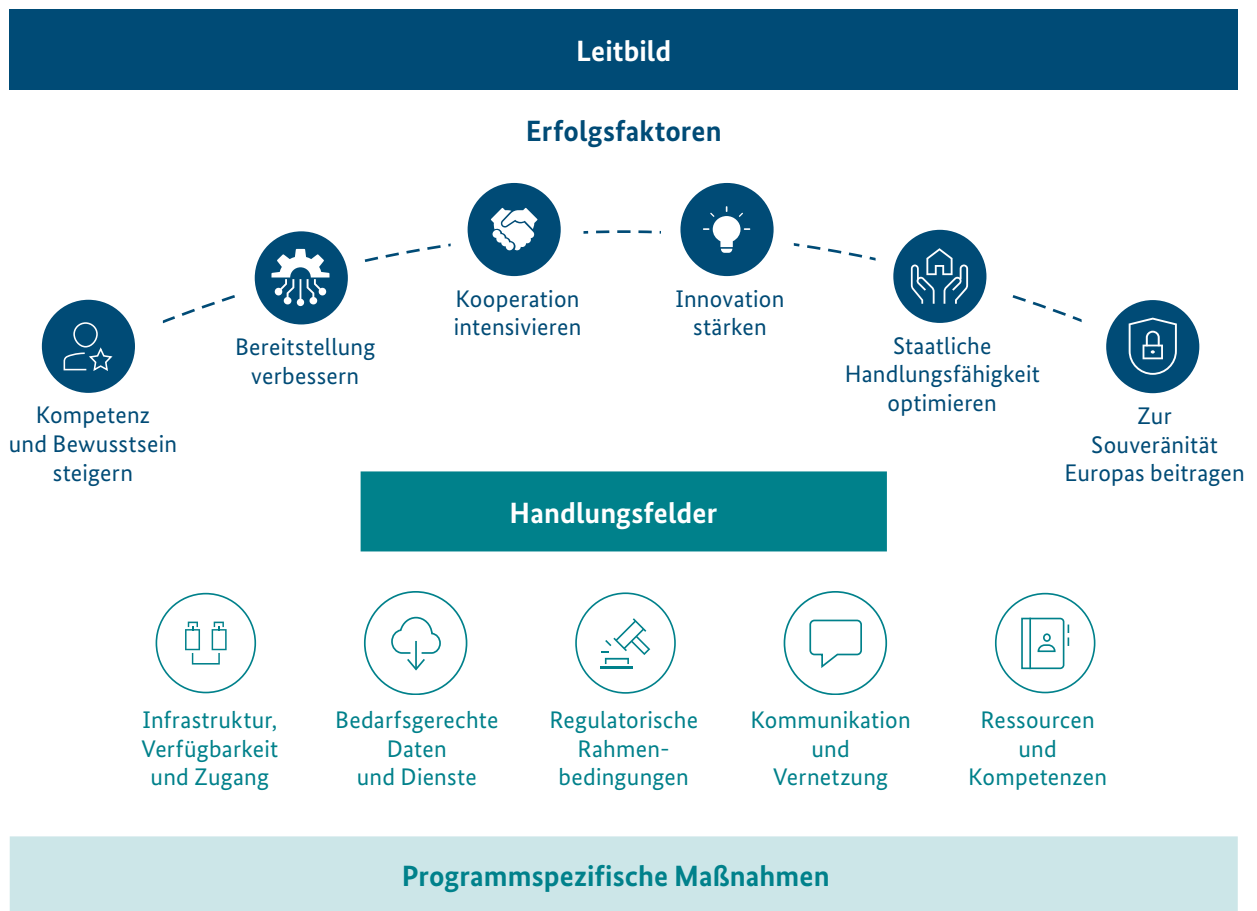 Leitbild
Erfolgsfaktoren
Kompetenz
und Bewusstsein
steigern
Bereitstellung
verbessern
Kooperation
intensivieren
Innovation
stärken
Staatliche
Handlungsfähigkeit
optimieren
Zur
Souveränität
Europas beitragen
Handlungsfelder
Infrastruktur,
Verfügbarkeit
und Zugang
Bedarfsgerechte
Daten
und Dienste
Regulatorische
Rahmen-
bedingungen
Kommunikation
und
Vernetzung
Ressourcen
und
Kompetenzen
Programmspezifische Maßnahmen